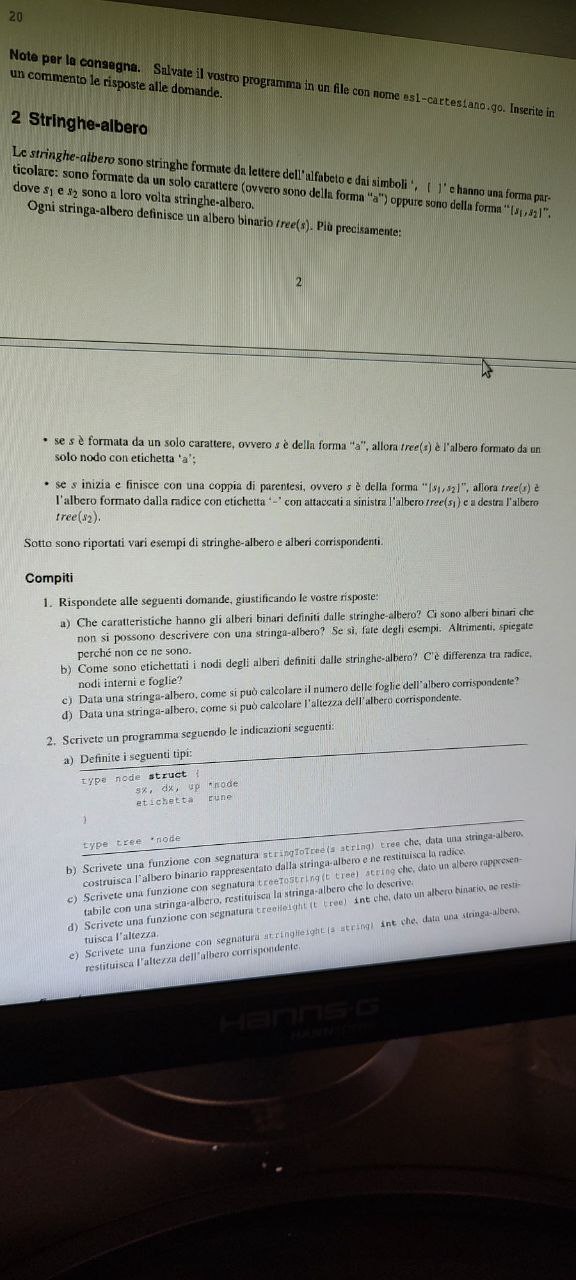 20
Note per la consegna. Salvate il vostro programma in un file con nome es1-cartesiano.go. Inserite in
un commento le risposte alle domande.
2 Stringhe-albero
Le stringhe-albero sono stringhe formate da lettere dell'alfabeto e dai simboli ', [ ]' e hanno una forma par-
ticolare: sono formate da un solo carattere (ovvero sono della forma "a") oppure sono della forma "[s1,s2]",
dove s1 e s2 sono a loro volta stringhe-albero.
Ogni stringa-albero definisce un albero binario tree(s). Più precisamente:
2
• se s è formata da un solo carattere, ovvero s è della forma "a", allora tree(s) è l'albero formato da un
solo nodo con etichetta 'a';
• se s inizia e finisce con una coppia di parentesi, ovvero s è della forma "[s1,s2]", allora tree(s) è
l'albero formato dalla radice con etichetta '-' con attaccati a sinistra l'albero tree(s1) e a destra l'albero
tree(s2).
Sotto sono riportati vari esempi di stringhe-albero e alberi corrispondenti.
Compiti
1. Rispondete alle seguenti domande, giustificando le vostre risposte:
a) Che caratteristiche hanno gli alberi binari definiti dalle stringhe-albero? Ci sono alberi binari che
non si possono descrivere con una stringa-albero? Se sì, fate degli esempi. Altrimenti, spiegate
perché non ce ne sono.
b) Come sono etichettati i nodi degli alberi definiti dalle stringhe-albero? C'è differenza tra radice,
nodi interni e foglie?
c) Data una stringa-albero, come si può calcolare il numero delle foglie dell'albero corrispondente?
d) Data una stringa-albero, come si può calcolare l'altezza dell'albero corrispondente.
2. Scrivete un programma seguendo le indicazioni seguenti:
a) Definite i seguenti tipi:
type node struct {
sx, dx, up *node
etichetta rune
}
type tree *node
b) Scrivete una funzione con segnatura stringToTree(s string) tree che, data una stringa-albero,
costruisca l'albero binario rappresentato dalla stringa-albero e ne restituisca la radice.
c) Scrivete una funzione con segnatura treeToString(t tree) string che, dato un albero rappresen-
tabile con una stringa-albero, restituisca la stringa-albero che lo descrive.
d) Scrivete una funzione con segnatura treeHeight(t tree) int che, dato un albero binario, ne resti-
tuisca l'altezza.
e) Scrivete una funzione con segnatura stringHeight(s string) int che, data una stringa-albero,
restituisca l'altezza dell'albero corrispondente.
HANNS·G